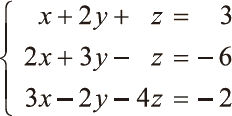 x + 2y + z = 3
2x + 3y − z = −6
3x − 2y − 4z = −2